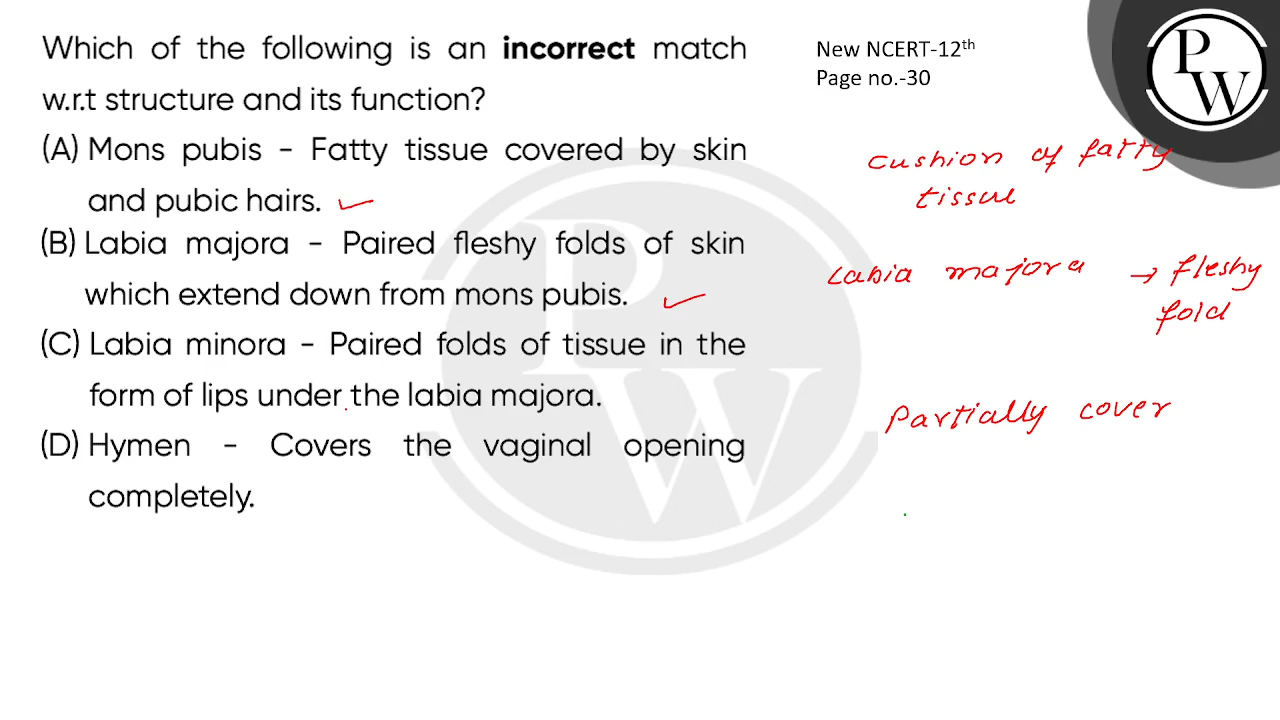 Which of the following is an incorrect match
w.r.t structure and its function?
(A) Mons pubis - Fatty tissue covered by skin
and pubic hairs.
(B) Labia majora - Paired fleshy folds of skin
which extend down from mons pubis.
(C) Labia minora - Paired folds of tissue in the
form of lips under the labia majora.
(D) Hymen - Covers the vaginal opening
completely.
New NCERT-12th
Page no.-30
cushion of fatty
tissue
Labia majora → fleshy
fold
Partially cover
P
W
P
W